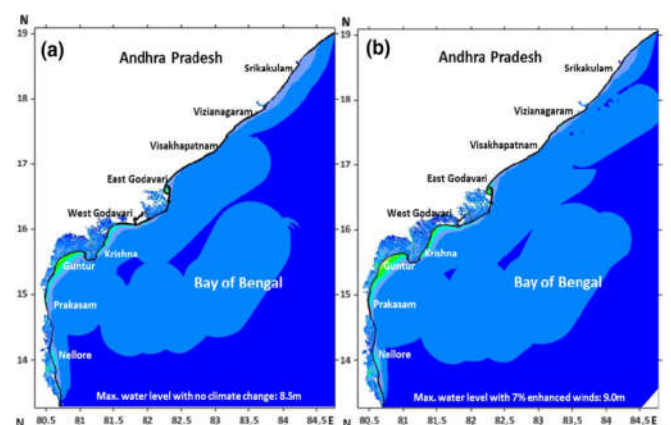 N
(a)
Andhra Pradesh
Srikakulam
Vizianagaram
Visakhapatnam
East Godavari
West Godavari
Krishna
Guntur
Prakasam
Nellore
Bay of Bengal
Max. water level with no climate change: 8.5m
19
18
17
16
15
14
N
80.5 81 81.5 82 82.5 83 83.5 84 84,5 E
N
(b)
Andhra Pradesh
Srikakulam
Vizianagaram
Visakhapatnam
East Godavari
West Godavari
Krishna
Guntur
Prakasam
Nellore
Bay of Bengal
Max. water level with 7% enhanced winds: 9.0m
19
18
17
16
15
14
N
80.5 81 81.5 82 82.5 83 83.5 84 84,5 E